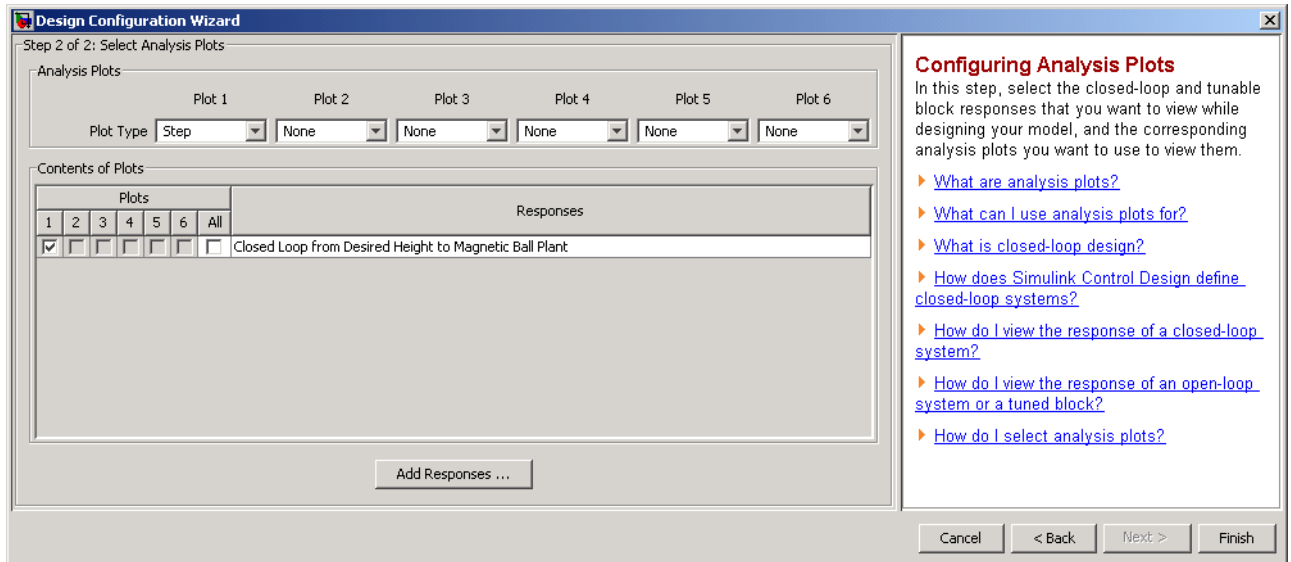 Design Configuration Wizard
Step 2 of 2: Select Analysis Plots
Analysis Plots
Plot 1 Plot 2 Plot 3 Plot 4 Plot 5 Plot 6
Plot Type Step None None None None None
Contents of Plots
Plots
Responses
1 2 3 4 5 6 All
Closed Loop from Desired Height to Magnetic Ball Plant
Add Responses ...
Configuring Analysis Plots
In this step, select the closed-loop and tunable
block responses that you want to view while
designing your model, and the corresponding
analysis plots you want to use to view them.
What are analysis plots?
What can I use analysis plots for?
What is closed-loop design?
How does Simulink Control Design define
closed-loop systems?
How do I view the response of a closed-loop
system?
How do I view the response of an open-loop
system or a tuned block?
How do I select analysis plots?
Cancel < Back Next > Finish